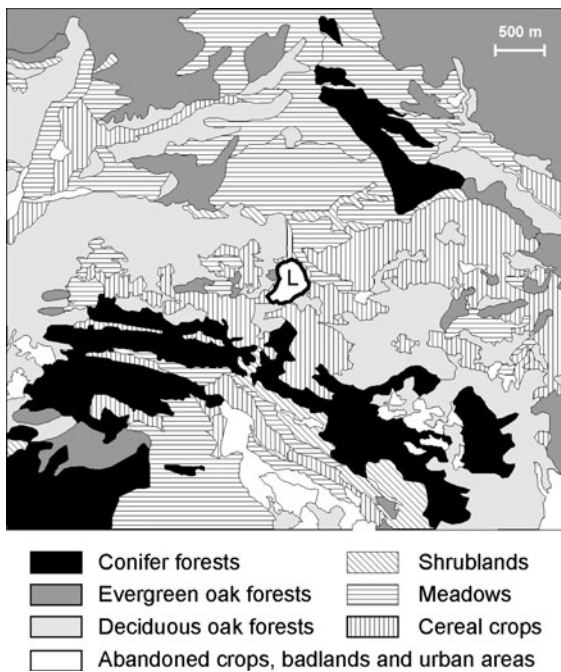 500 m
L
Conifer forests
Shrublands
Evergreen oak forests
Meadows
Deciduous oak forests
Cereal crops
Abandoned crops, badlands and urban areas